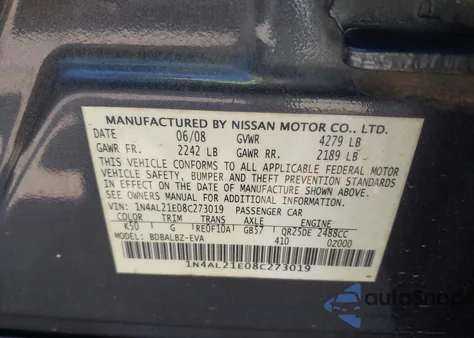 MANUFACTURED BY NISSAN MOTOR CO., LTD.
DATE 06/08 GVWR 4279 LB
GAWR FR. 2242 LB GAWR RR. 2189 LB
THIS VEHICLE CONFORMS TO ALL APPLICABLE FEDERAL MOTOR
VEHICLE SAFETY, BUMPER, AND THEFT PREVENTION STANDARDS
IN EFFECT ON THE DATE OF MANUFACTURE SHOWN ABOVE.
SEE OWNERS MANUAL FOR ADDITIONAL INFORMATION.
VIN: 1N4AL21E08C273019 PASSENGER CAR
COLOR TRIM TRANS AXLE ENGINE
K50 G RE0F10A GB57 QR25DE 2488CC
MODEL: BDBALBZ-EVA 410 02000
1N4AL21E08C273019
autoSnap